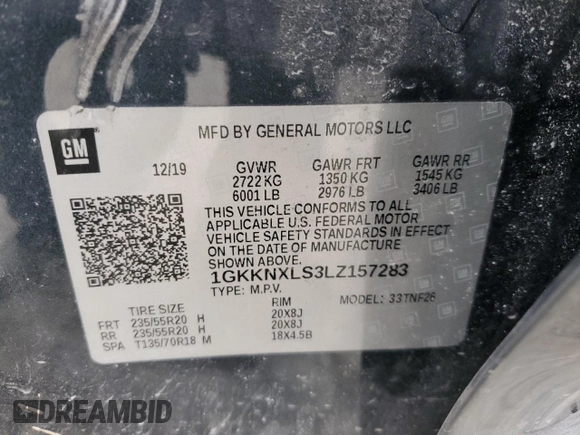 MFD BY GENERAL MOTORS LLC
GM
12/19 GVWR GAWR FRT GAWR RR
2722 KG 1350 KG 1545 KG
6001 LB 2976 LB 3406 LB
THIS VEHICLE CONFORMS TO ALL
APPLICABLE U.S. FEDERAL MOTOR
VEHICLE SAFETY STANDARDS IN EFFECT
ON THE DATE OF MANUFACTURE
1GKKNXLS3LZ157283
TYPE: M.P.V. MODEL: 33TNF26
TIRE SIZE RIM
FRT 235/55R20 H 20X8J
RR 235/55R20 H 20X8J
SPA T135/70R18 M 18X4.5B
DREAMBID